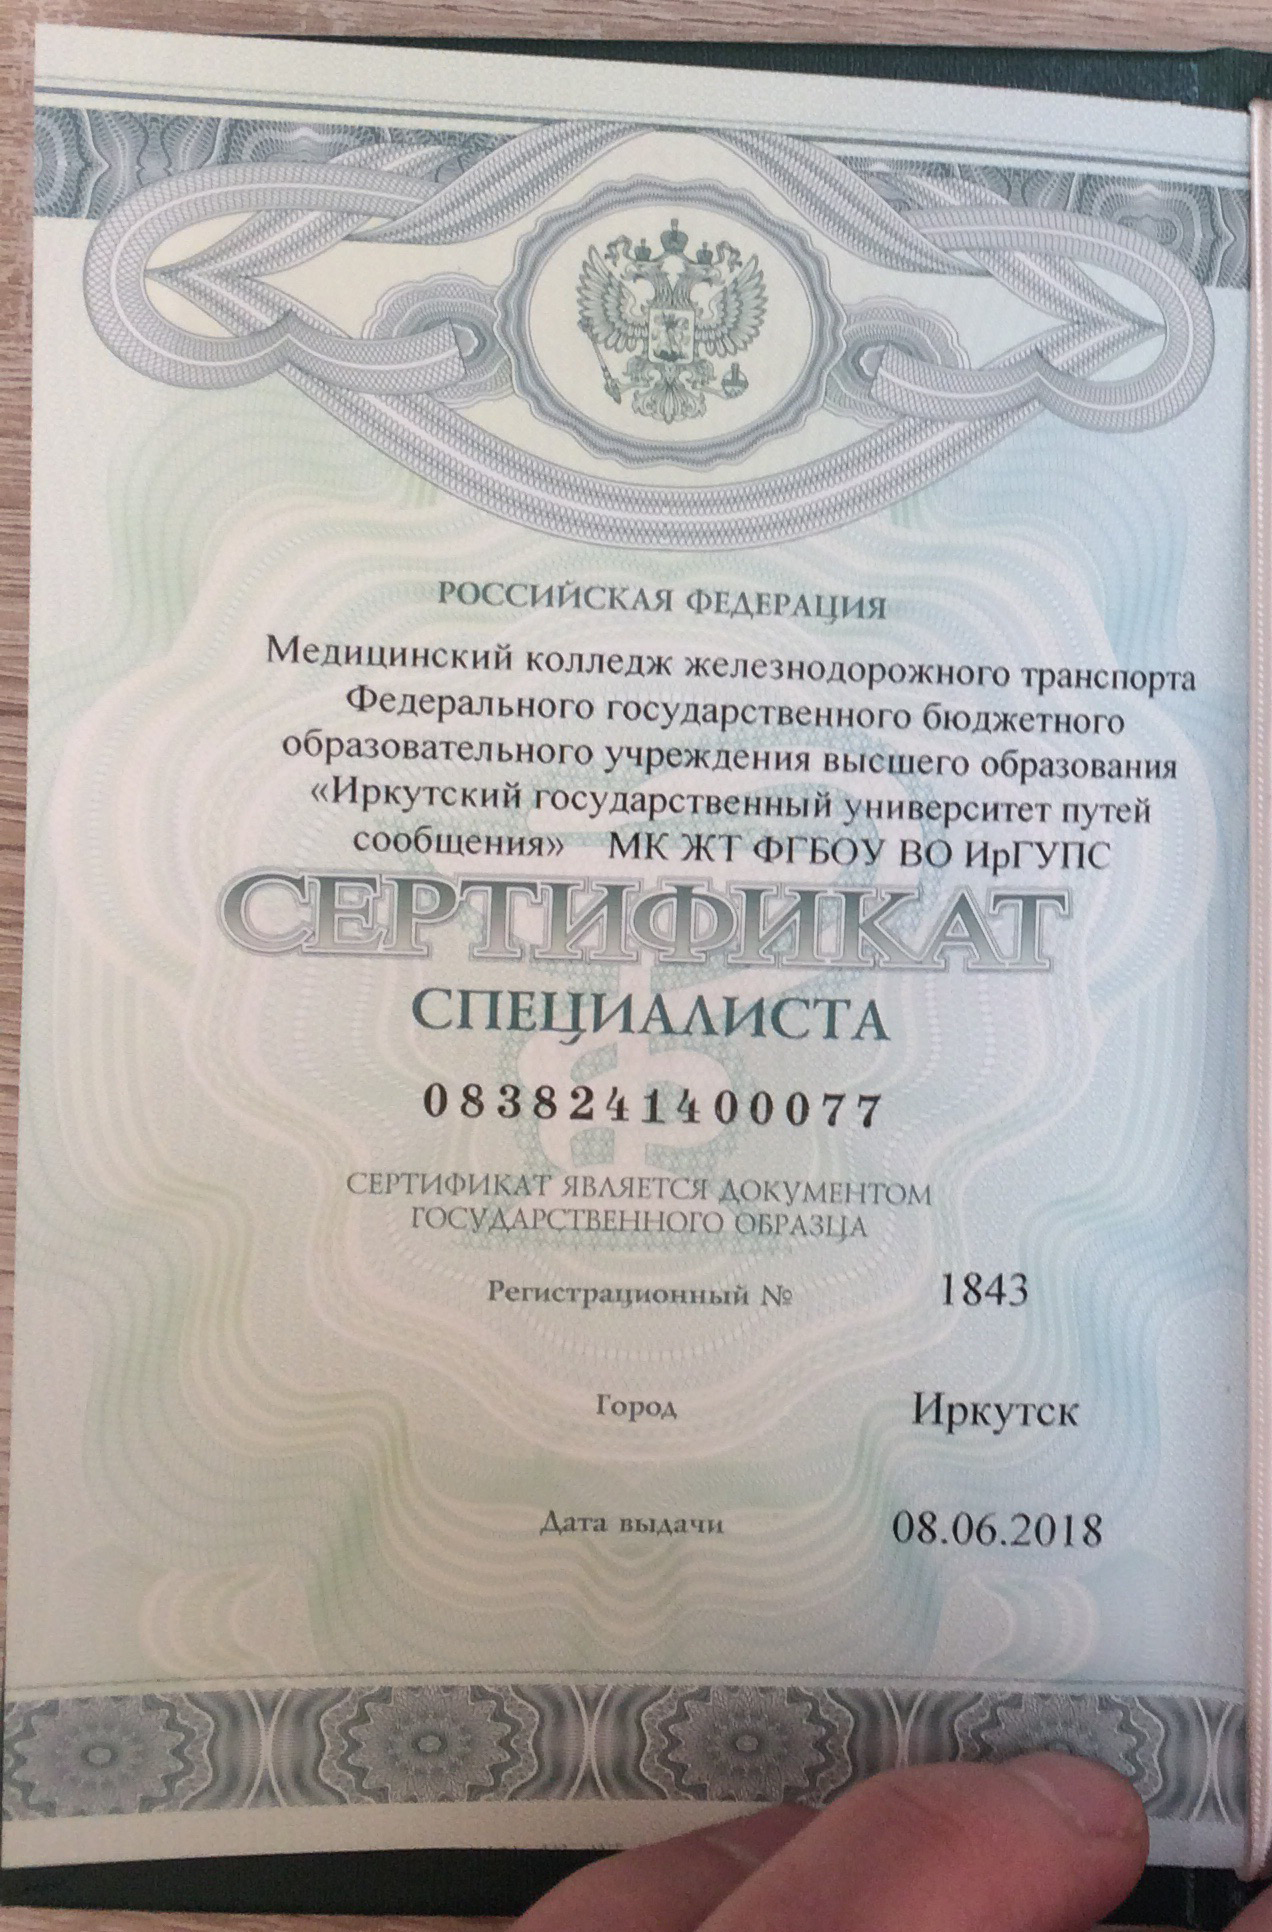 РОССИЙСКАЯ ФЕДЕРАЦИЯ
Медицинский колледж железнодорожного транспорта
Федерального государственного бюджетного
образовательного учреждения высшего образования
«Иркутский государственный университет путей
сообщения» МК ЖТ ФГБОУ ВО ИрГУПС
СЕРТИФИКАТ
СПЕЦИАЛИСТА
0838241400077
СЕРТИФИКАТ ЯВЛЯЕТСЯ ДОКУМЕНТОМ
ГОСУДАРСТВЕННОГО ОБРАЗЦА
Регистрационный № 1843
Город Иркутск
Дата выдачи 08.06.2018